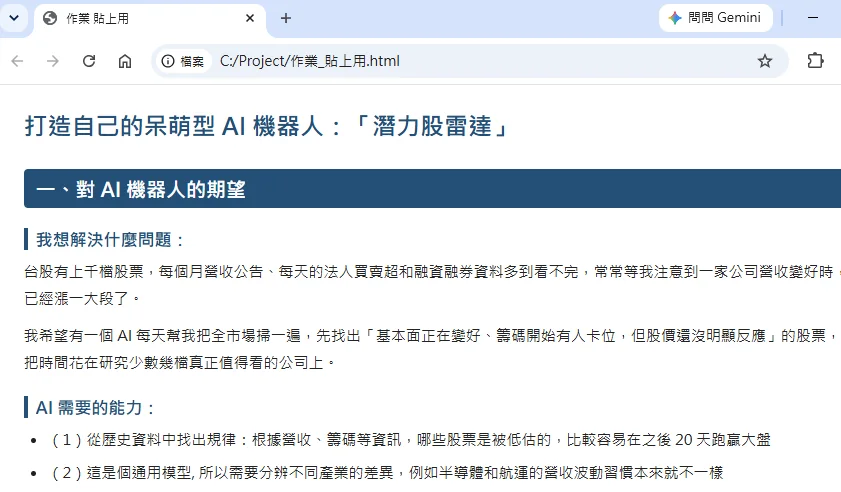 作業 貼上用
問問 Gemini
檔案
C:/Project/作業_貼上用.html
打造自己的呆萌型 AI 機器人：「潛力股雷達」
一、對 AI 機器人的期望
我想解決什麼問題：
台股有上千檔股票，每個月營收公告、每天的法人買賣超和融資融券資料多到看不完，常常等我注意到一家公司營收變好時，
已經漲一大段了。
我希望有一個 AI 每天幫我把全市場掃一遍，先找出「基本面正在變好、籌碼開始有人卡位，但股價還沒明顯反應」的股票，
把時間花在研究少數幾檔真正值得看的公司上。
AI 需要的能力：
• （1）從歷史資料中找出規律：根據營收、籌碼等資訊，哪些股票是被低估的，比較容易在之後 20 天跑贏大盤
• （2）這是個通用模型, 所以需要分辨不同產業的差異，例如半導體和航運的營收波動習慣本來就不一樣